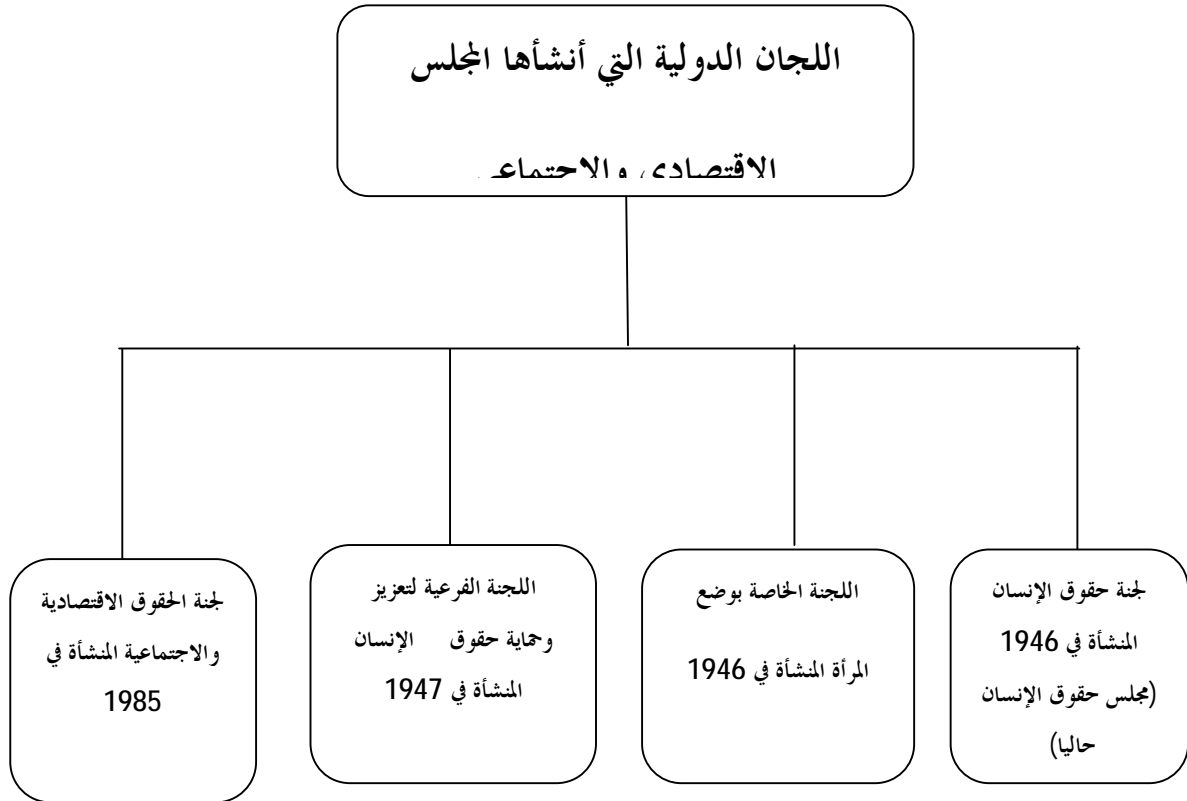 اللجان الدولية التي أنشأها المجلس
الاقتصادي والاجتماعي
لجنة حقوق الإنسان
المنشأة في 1946
(مجلس حقوق الإنسان
حاليا)
اللجنة الخاصة بوضع
المرأة المنشأة في 1946
اللجنة الفرعية لتعزيز
وحماية حقوق الإنسان
المنشأة في 1947
لجنة الحقوق الاقتصادية
والاجتماعية المنشأة في
1985